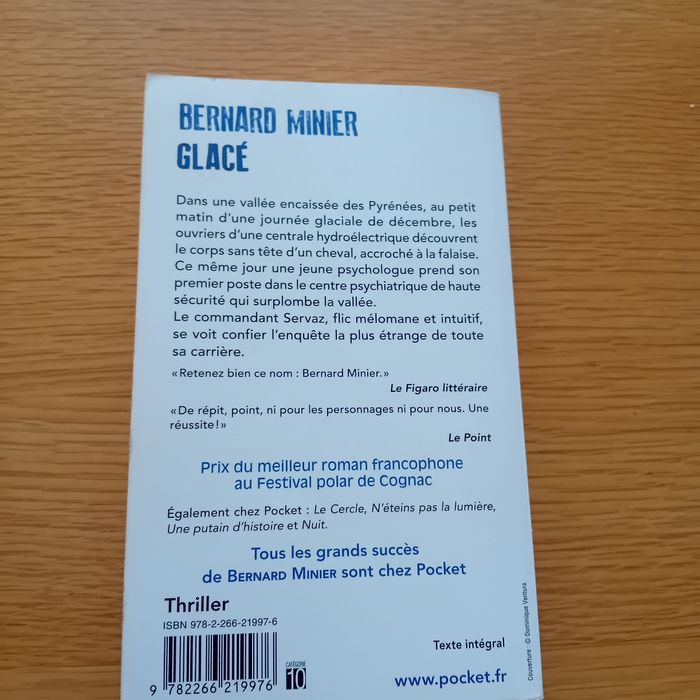 BERNARD MINIER
GLACÉ
Dans une vallée encaissée des Pyrénées, au petit
matin d'une journée glaciale de décembre, les
ouvriers d'une centrale hydroélectrique découvrent
le corps sans tête d'un cheval, accroché à la falaise.
Ce même jour une jeune psychologue prend son
premier poste dans le centre psychiatrique de haute
sécurité qui surplombe la vallée.
Le commandant Servaz, flic mélomane et intuitif,
se voit confier l'enquête la plus étrange de toute
sa carrière.
« Retenez bien ce nom : Bernard Minier. »
Le Figaro littéraire
« De répit, point, ni pour les personnages ni pour nous. Une
réussite ! »
Le Point
Prix du meilleur roman francophone
au Festival polar de Cognac
Également chez Pocket : Le Cercle, N'éteins pas la lumière,
Une putain d'histoire et Nuit.
Tous les grands succès
de BERNARD MINIER sont chez Pocket
Thriller
ISBN 978-2-266-21997-6
9 782266 219976
CATÉGORIE
10
Texte intégral
www.pocket.fr
Couverture : © Dominique Ventura